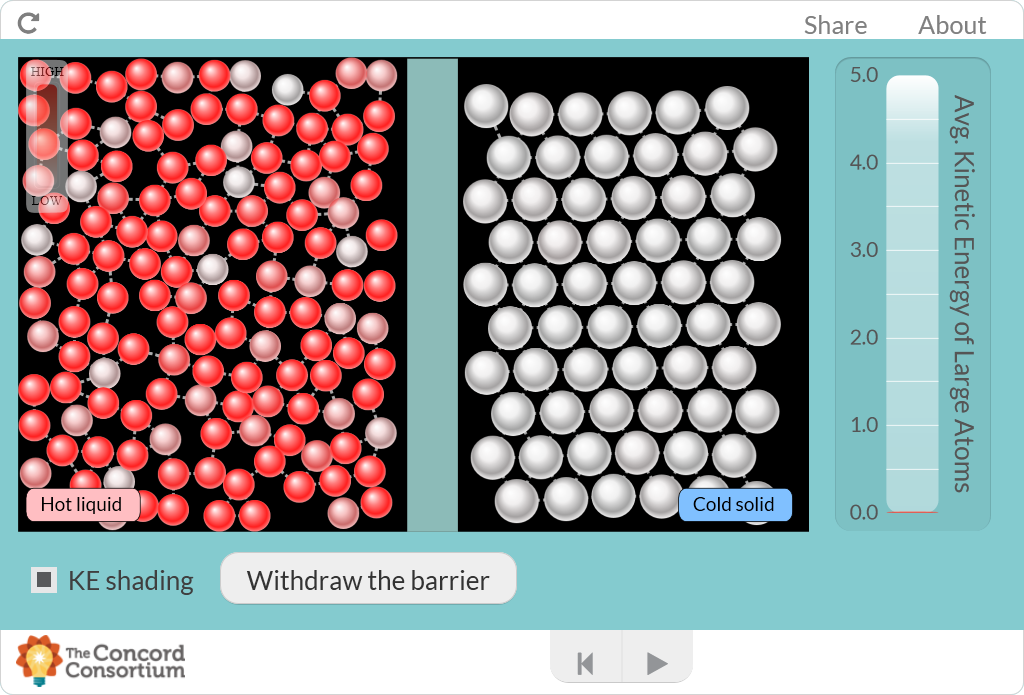 Share
About
HIGH
LOW
Hot liquid
Cold solid
5.0
4.0
3.0
2.0
1.0
0.0
Avg. Kinetic Energy of Large Atoms
KE shading
Withdraw the barrier
The Concord
Consortium